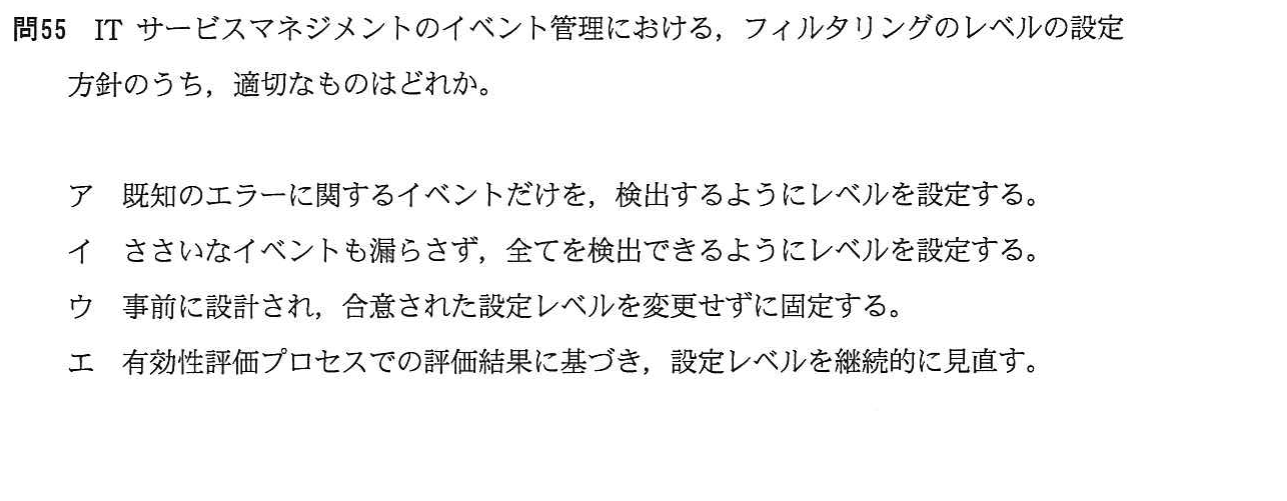 問55 IT サービスマネジメントのイベント管理における，フィルタリングのレベルの設定
方針のうち，適切なものはどれか。
ア 既知のエラーに関するイベントだけを，検出するようにレベルを設定する。
イ ささいなイベントも漏らさず，全てを検出できるようにレベルを設定する。
ウ 事前に設計され，合意された設定レベルを変更せずに固定する。
エ 有効性評価プロセスでの評価結果に基づき，設定レベルを継続的に見直す。